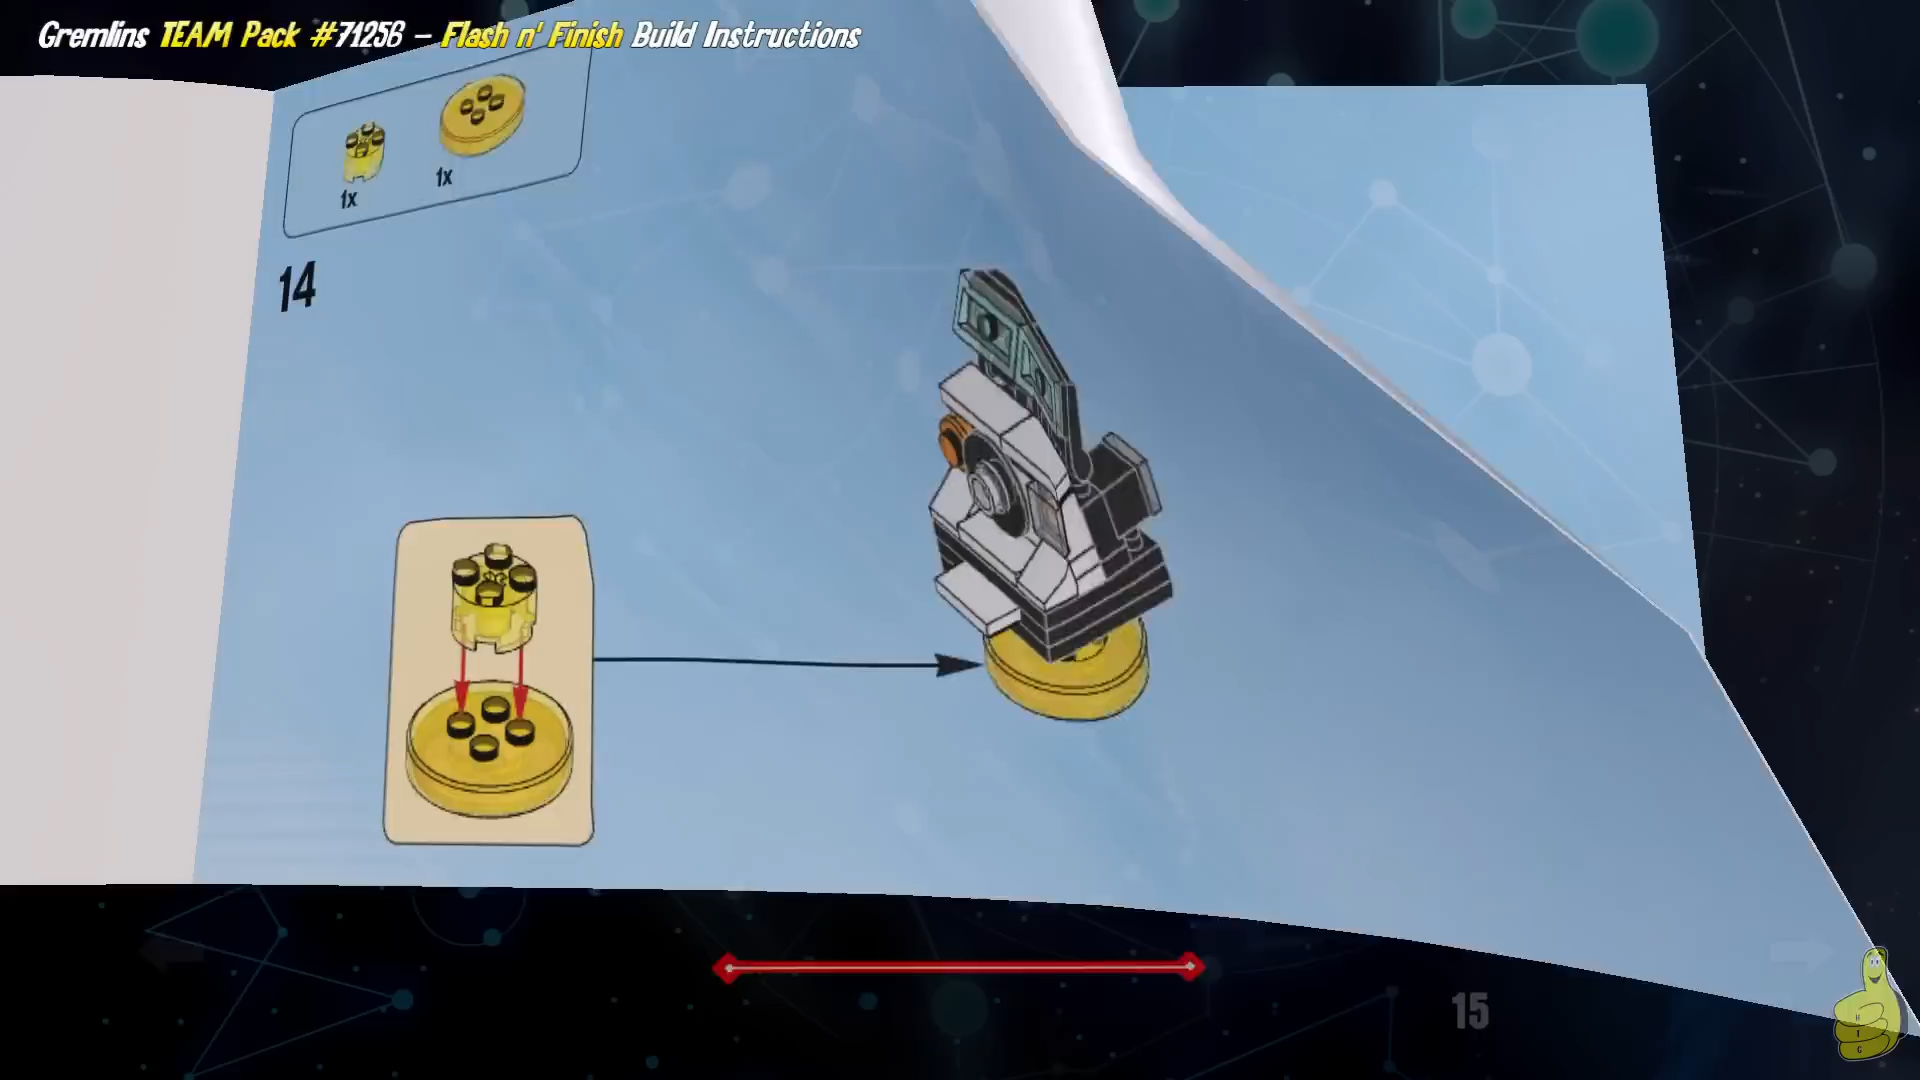 Gremlins TEAM Pack #71256 – Flash n' Finish Build Instructions
1x
1x
14
15
H
T
G